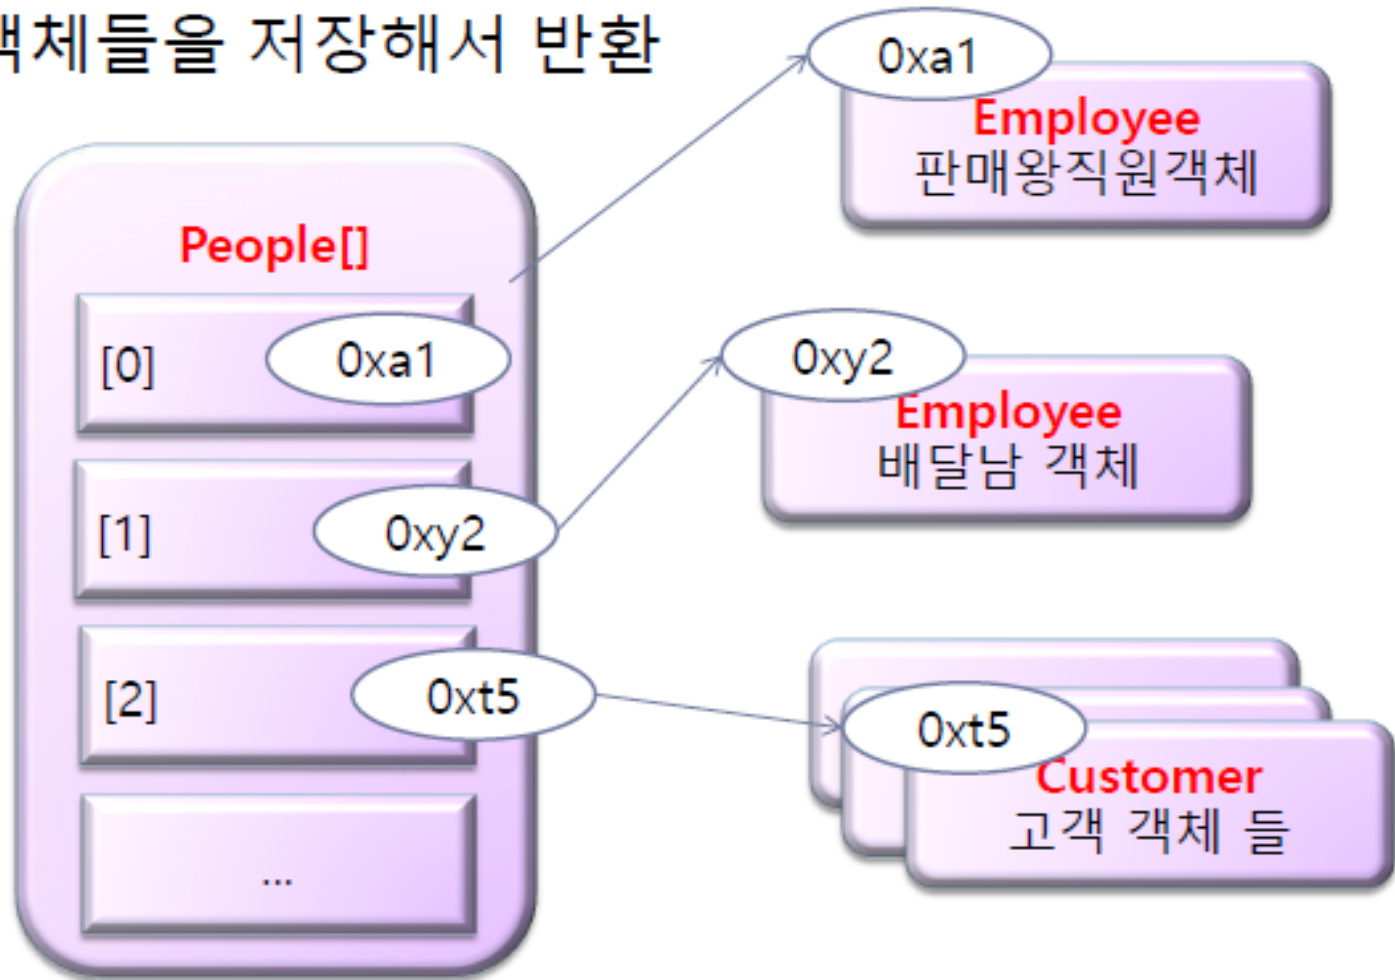 객체들을 저장해서 반환
People[]
[0]
0xa1
[1]
0xy2
[2]
0xt5
...
0xa1
Employee
판매왕직원객체
0xy2
Employee
배달남 객체
0xt5
Customer
고객 객체 들